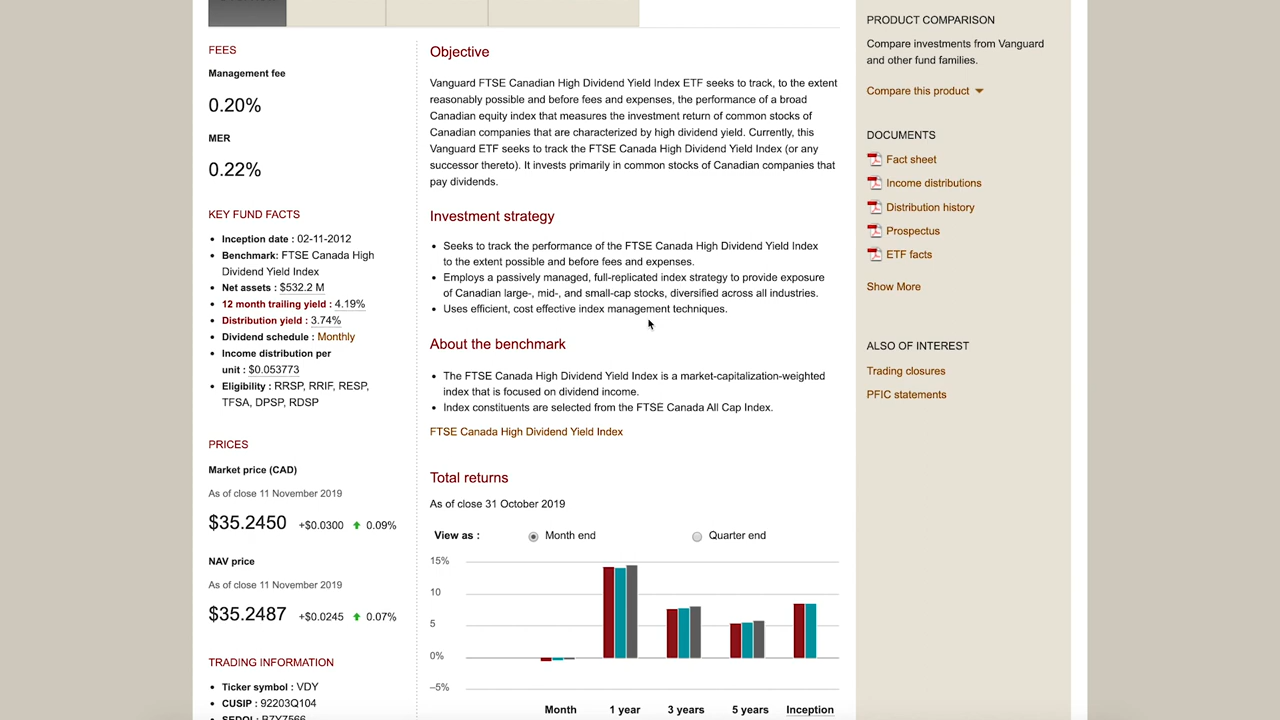 FEES
Management fee
0.20%
MER
0.22%
KEY FUND FACTS
Inception date : 02-11-2012
Benchmark: FTSE Canada High
Dividend Yield Index
Net assets : $532.2 M
12 month trailing yield : 4.19%
Distribution yield : 3.74%
Dividend schedule : Monthly
Income distribution per
unit : $0.053773
Eligibility : RRSP, RRIF, RESP,
TFSA, DPSP, RDSP
PRICES
Market price (CAD)
As of close 11 November 2019
$35.2450 +$0.0300 0.09%
NAV price
As of close 11 November 2019
$35.2487 +$0.0245 0.07%
TRADING INFORMATION
Ticker symbol : VDY
CUSIP : 92203Q104
Objective
Vanguard FTSE Canadian High Dividend Yield Index ETF seeks to track, to the extent
reasonably possible and before fees and expenses, the performance of a broad
Canadian equity index that measures the investment return of common stocks of
Canadian companies that are characterized by high dividend yield. Currently, this
Vanguard ETF seeks to track the FTSE Canada High Dividend Yield Index (or any
successor thereto). It invests primarily in common stocks of Canadian companies that
pay dividends.
Investment strategy
Seeks to track the performance of the FTSE Canada High Dividend Yield Index
to the extent possible and before fees and expenses.
Employs a passively managed, full-replicated index strategy to provide exposure
of Canadian large-, mid-, and small-cap stocks, diversified across all industries.
Uses efficient, cost effective index management techniques.
About the benchmark
The FTSE Canada High Dividend Yield Index is a market-capitalization-weighted
index that is focused on dividend income.
Index constituents are selected from the FTSE Canada All Cap Index.
FTSE Canada High Dividend Yield Index
Total returns
As of close 31 October 2019
View as : Month end Quarter end
15%
10
5
0%
–5%
Month 1 year 3 years 5 years Inception
PRODUCT COMPARISON
Compare investments from Vanguard
and other fund families.
Compare this product
DOCUMENTS
Fact sheet
Income distributions
Distribution history
Prospectus
ETF facts
Show More
ALSO OF INTEREST
Trading closures
PFIC statements